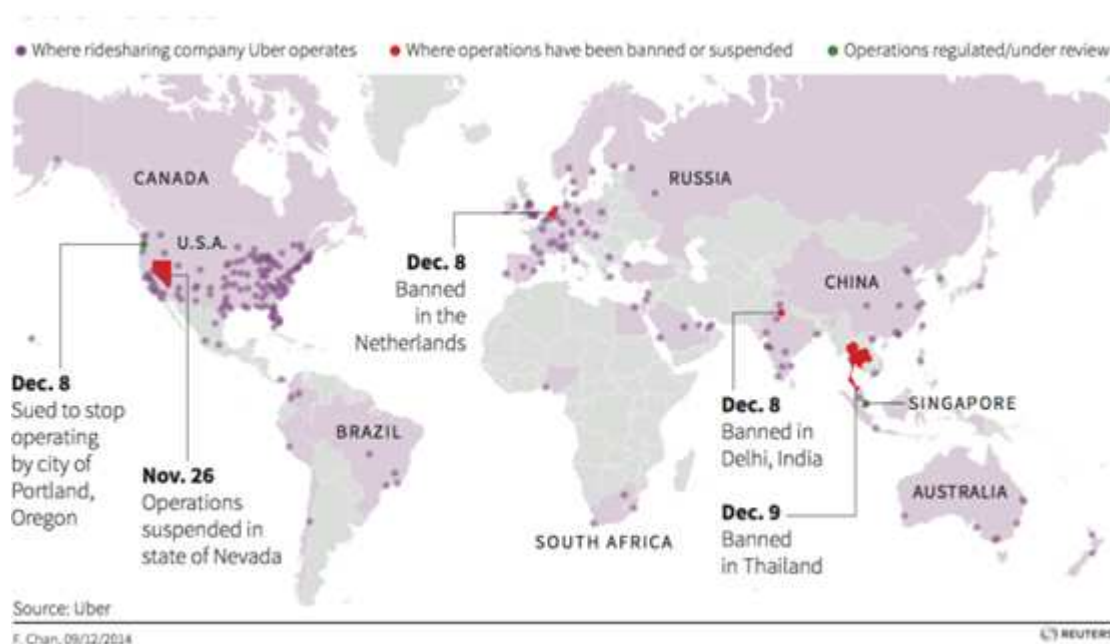 Where ridesharing company Uber operates
Where operations have been banned or suspended
Operations regulated/under review
CANADA
U.S.A.
RUSSIA
CHINA
BRAZIL
SOUTH AFRICA
SINGAPORE
AUSTRALIA
Dec. 8
Sued to stop
operating
by city of
Portland,
Oregon
Nov. 26
Operations
suspended in
state of Nevada
Dec. 8
Banned
in the
Netherlands
Dec. 8
Banned in
Delhi, India
Dec. 9
Banned
in Thailand
Source: Uber
F. Chan, 09/12/2014
REUTERS